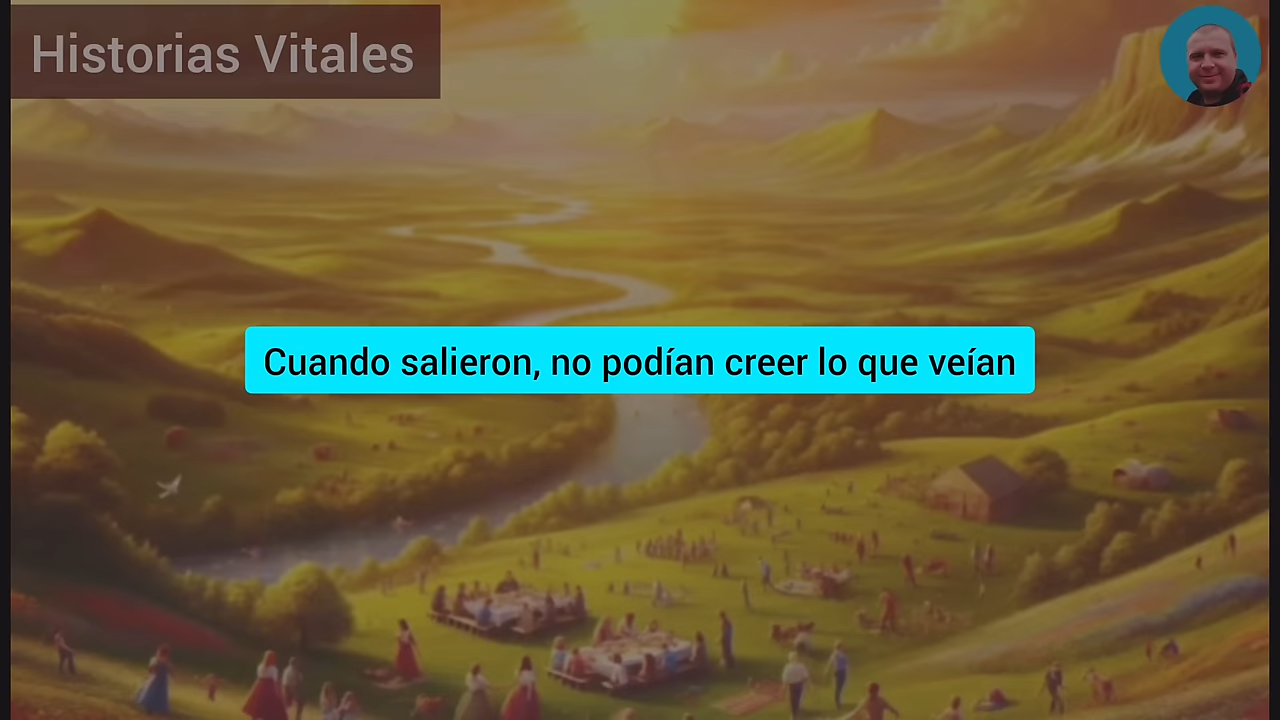 Historias Vitales
Cuando salieron, no podían creer lo que veían